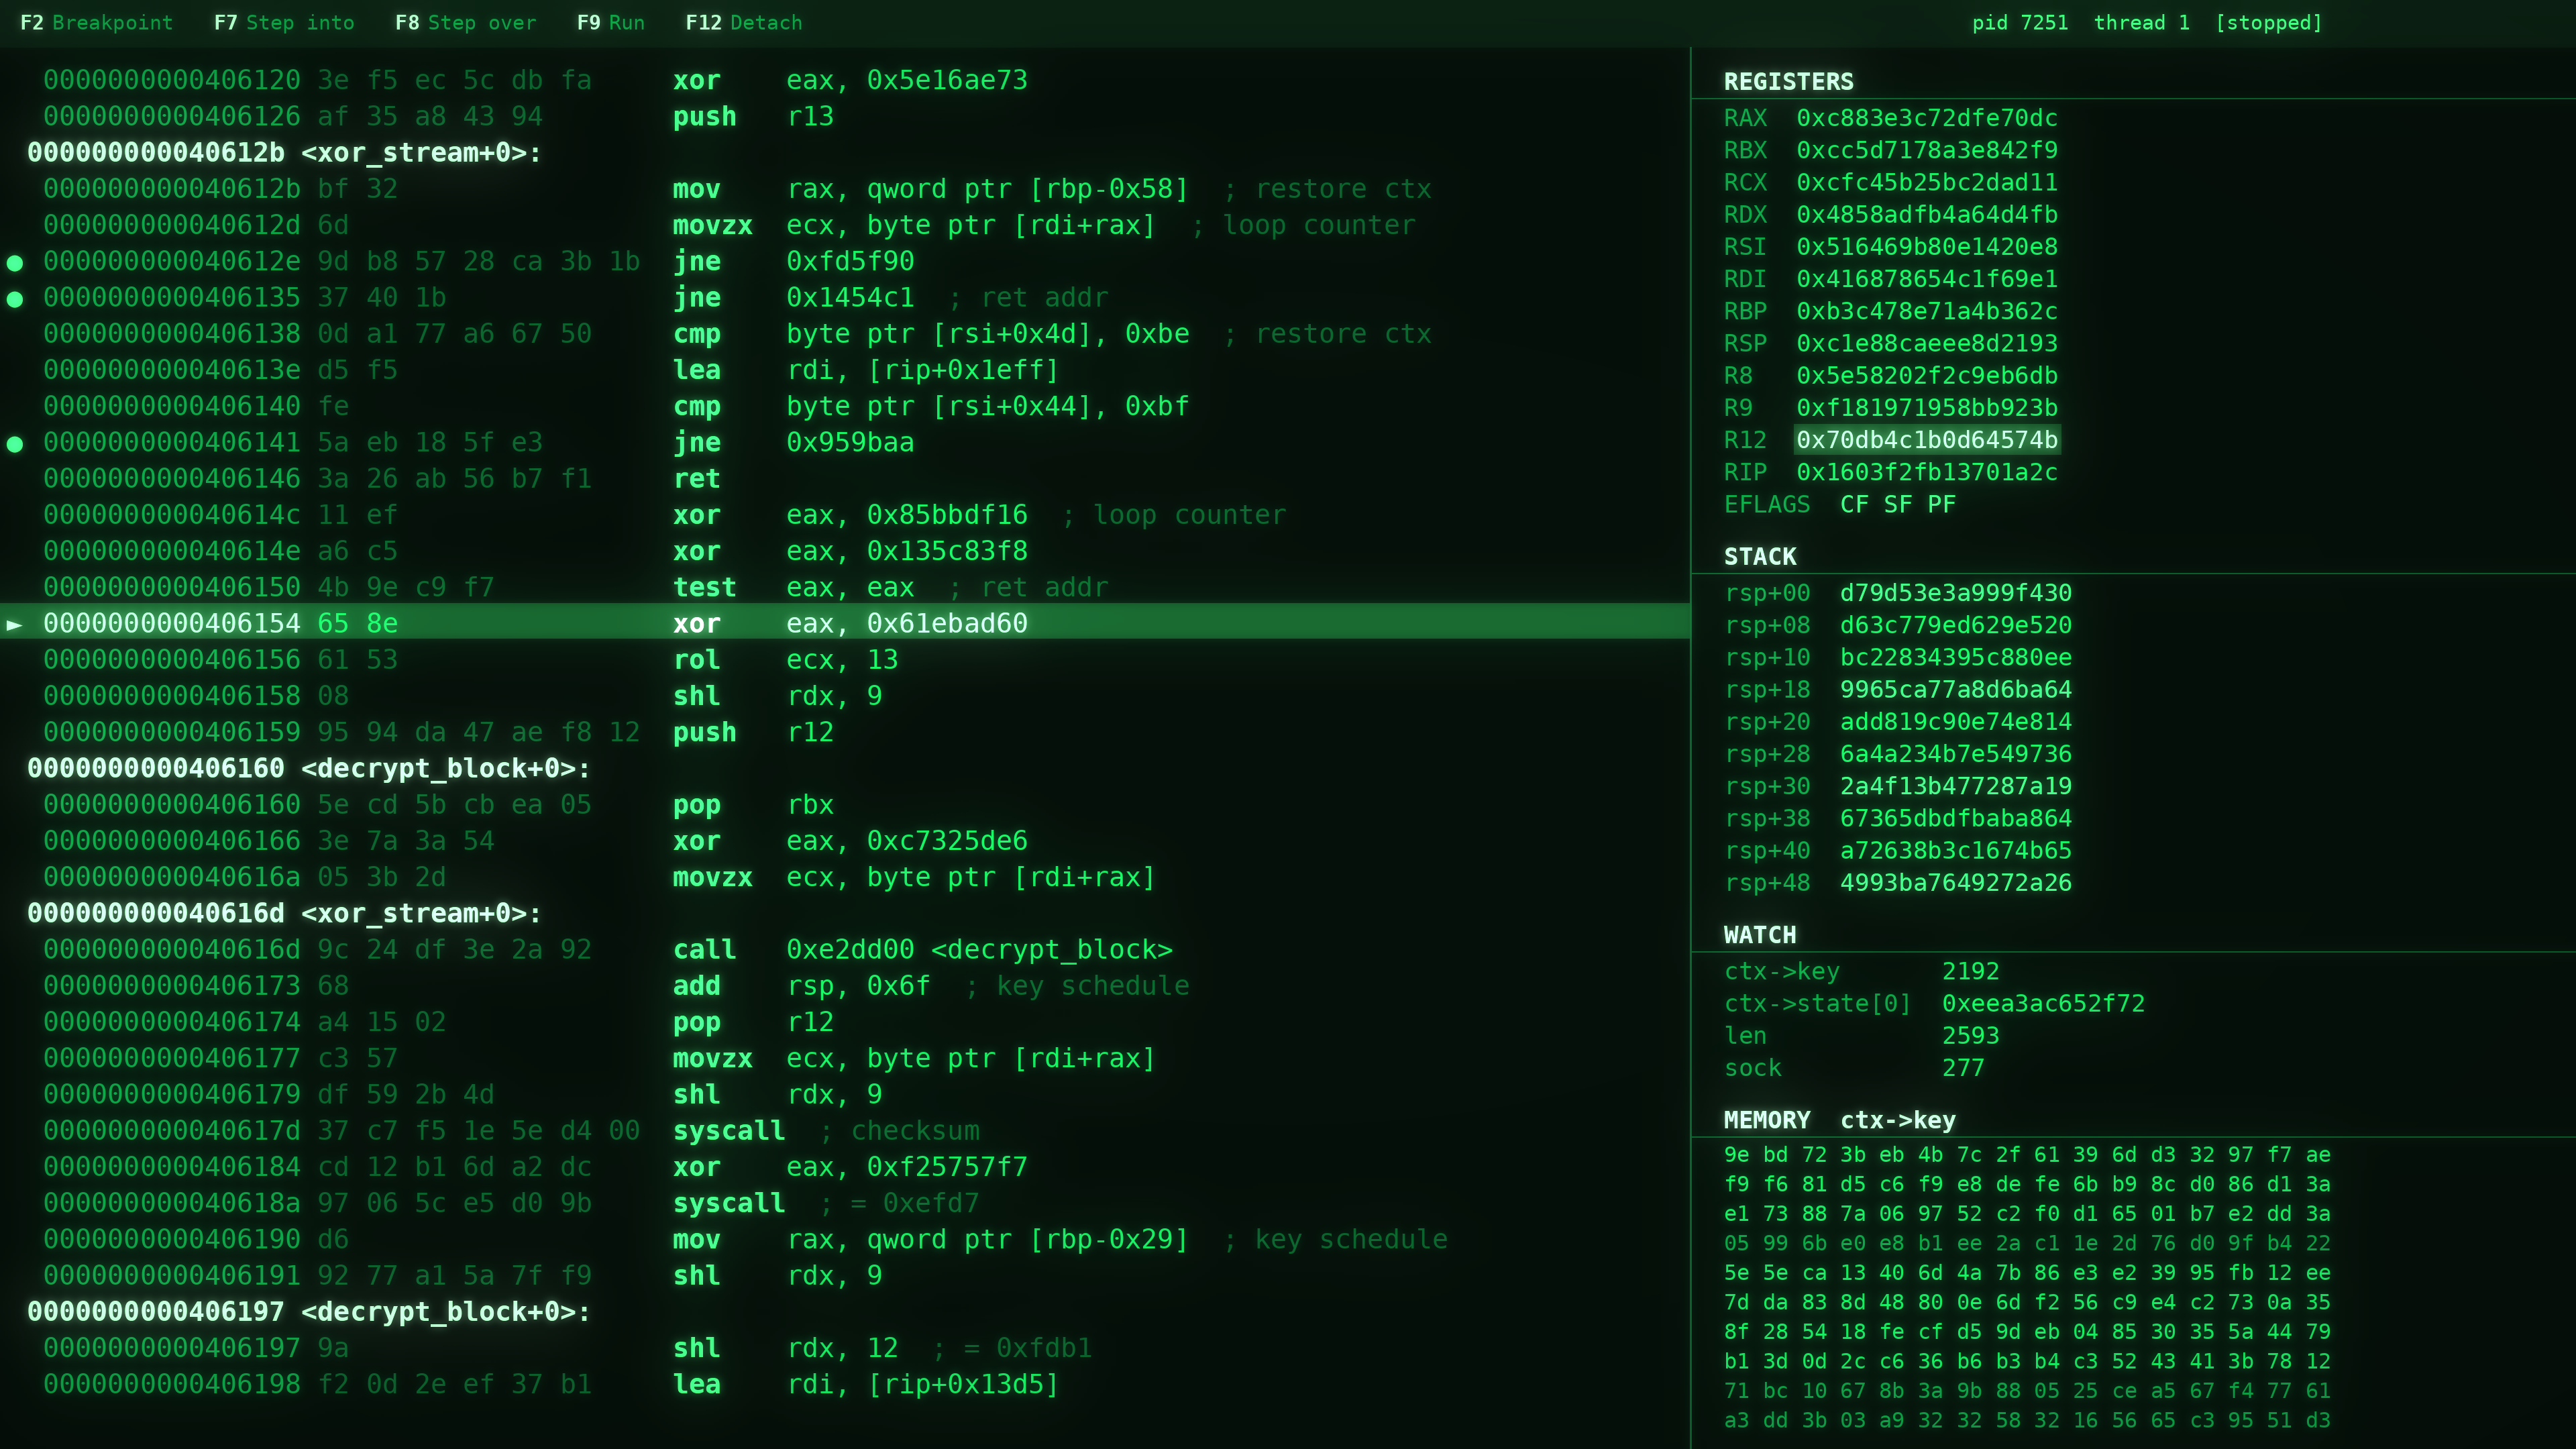 F2 Breakpoint F7 Step into F8 Step over F9 Run F12 Detach pid 7251 thread 1 [stopped]
0000000000406120 3e f5 ec 5c db fa xor eax, 0x5e16ae73
0000000000406126 af 35 a8 43 94 push r13
000000000040612b <xor_stream+0>:
000000000040612b bf 32 mov rax, qword ptr [rbp-0x58] ; restore ctx
000000000040612d 6d movzx ecx, byte ptr [rdi+rax] ; loop counter
● 000000000040612e 9d b8 57 28 ca 3b 1b jne 0xfd5f90
● 0000000000406135 37 40 1b jne 0x1454c1 ; ret addr
0000000000406138 0d a1 77 a6 67 50 cmp byte ptr [rsi+0x4d], 0xbe ; restore ctx
000000000040613e d5 f5 lea rdi, [rip+0x1eff]
0000000000406140 fe cmp byte ptr [rsi+0x44], 0xbf
● 0000000000406141 5a eb 18 5f e3 jne 0x959baa
0000000000406146 3a 26 ab 56 b7 f1 ret
000000000040614c 11 ef xor eax, 0x85bbdf16 ; loop counter
000000000040614e a6 c5 xor eax, 0x135c83f8
0000000000406150 4b 9e c9 f7 test eax, eax ; ret addr
► 0000000000406154 65 8e xor eax, 0x61ebad60
0000000000406156 61 53 rol ecx, 13
0000000000406158 08 shl rdx, 9
0000000000406159 95 94 da 47 ae f8 12 push r12
0000000000406160 <decrypt_block+0>:
0000000000406160 5e cd 5b cb ea 05 pop rbx
0000000000406166 3e 7a 3a 54 xor eax, 0xc7325de6
000000000040616a 05 3b 2d movzx ecx, byte ptr [rdi+rax]
000000000040616d <xor_stream+0>:
000000000040616d 9c 24 df 3e 2a 92 call 0xe2dd00 <decrypt_block>
0000000000406173 68 add rsp, 0x6f ; key schedule
0000000000406174 a4 15 02 pop r12
0000000000406177 c3 57 movzx ecx, byte ptr [rdi+rax]
0000000000406179 df 59 2b 4d shl rdx, 9
000000000040617d 37 c7 f5 1e 5e d4 00 syscall ; checksum
0000000000406184 cd 12 b1 6d a2 dc xor eax, 0xf25757f7
000000000040618a 97 06 5c e5 d0 9b syscall ; = 0xefd7
0000000000406190 d6 mov rax, qword ptr [rbp-0x29] ; key schedule
0000000000406191 92 77 a1 5a 7f f9 shl rdx, 9
0000000000406197 <decrypt_block+0>:
0000000000406197 9a shl rdx, 12 ; = 0xfdb1
0000000000406198 f2 0d 2e ef 37 b1 lea rdi, [rip+0x13d5]
REGISTERS
RAX 0xc883e3c72dfe70dc
RBX 0xcc5d7178a3e842f9
RCX 0xcfc45b25bc2dad11
RDX 0x4858adfb4a64d4fb
RSI 0x516469b80e1420e8
RDI 0x416878654c1f69e1
RBP 0xb3c478e71a4b362c
RSP 0xc1e88caeee8d2193
R8 0x5e58202f2c9eb6db
R9 0xf181971958bb923b
R12 0x70db4c1b0d64574b
RIP 0x1603f2fb13701a2c
EFLAGS CF SF PF
STACK
rsp+00 d79d53e3a999f430
rsp+08 d63c779ed629e520
rsp+10 bc22834395c880ee
rsp+18 9965ca77a8d6ba64
rsp+20 add819c90e74e814
rsp+28 6a4a234b7e549736
rsp+30 2a4f13b477287a19
rsp+38 67365dbdfbaba864
rsp+40 a72638b3c1674b65
rsp+48 4993ba7649272a26
WATCH
ctx->key 2192
ctx->state[0] 0xeea3ac652f72
len 2593
sock 277
MEMORY ctx->key
9e bd 72 3b eb 4b 7c 2f 61 39 6d d3 32 97 f7 ae
f9 f6 81 d5 c6 f9 e8 de fe 6b b9 8c d0 86 d1 3a
e1 73 88 7a 06 97 52 c2 f0 d1 65 01 b7 e2 dd 3a
05 99 6b e0 e8 b1 ee 2a c1 1e 2d 76 d0 9f b4 22
5e 5e ca 13 40 6d 4a 7b 86 e3 e2 39 95 fb 12 ee
7d da 83 8d 48 80 0e 6d f2 56 c9 e4 c2 73 0a 35
8f 28 54 18 fe cf d5 9d eb 04 85 30 35 5a 44 79
b1 3d 0d 2c c6 36 b6 b3 b4 c3 52 43 41 3b 78 12
71 bc 10 67 8b 3a 9b 88 05 25 ce a5 67 f4 77 61
a3 dd 3b 03 a9 32 32 58 32 16 56 65 c3 95 51 d3